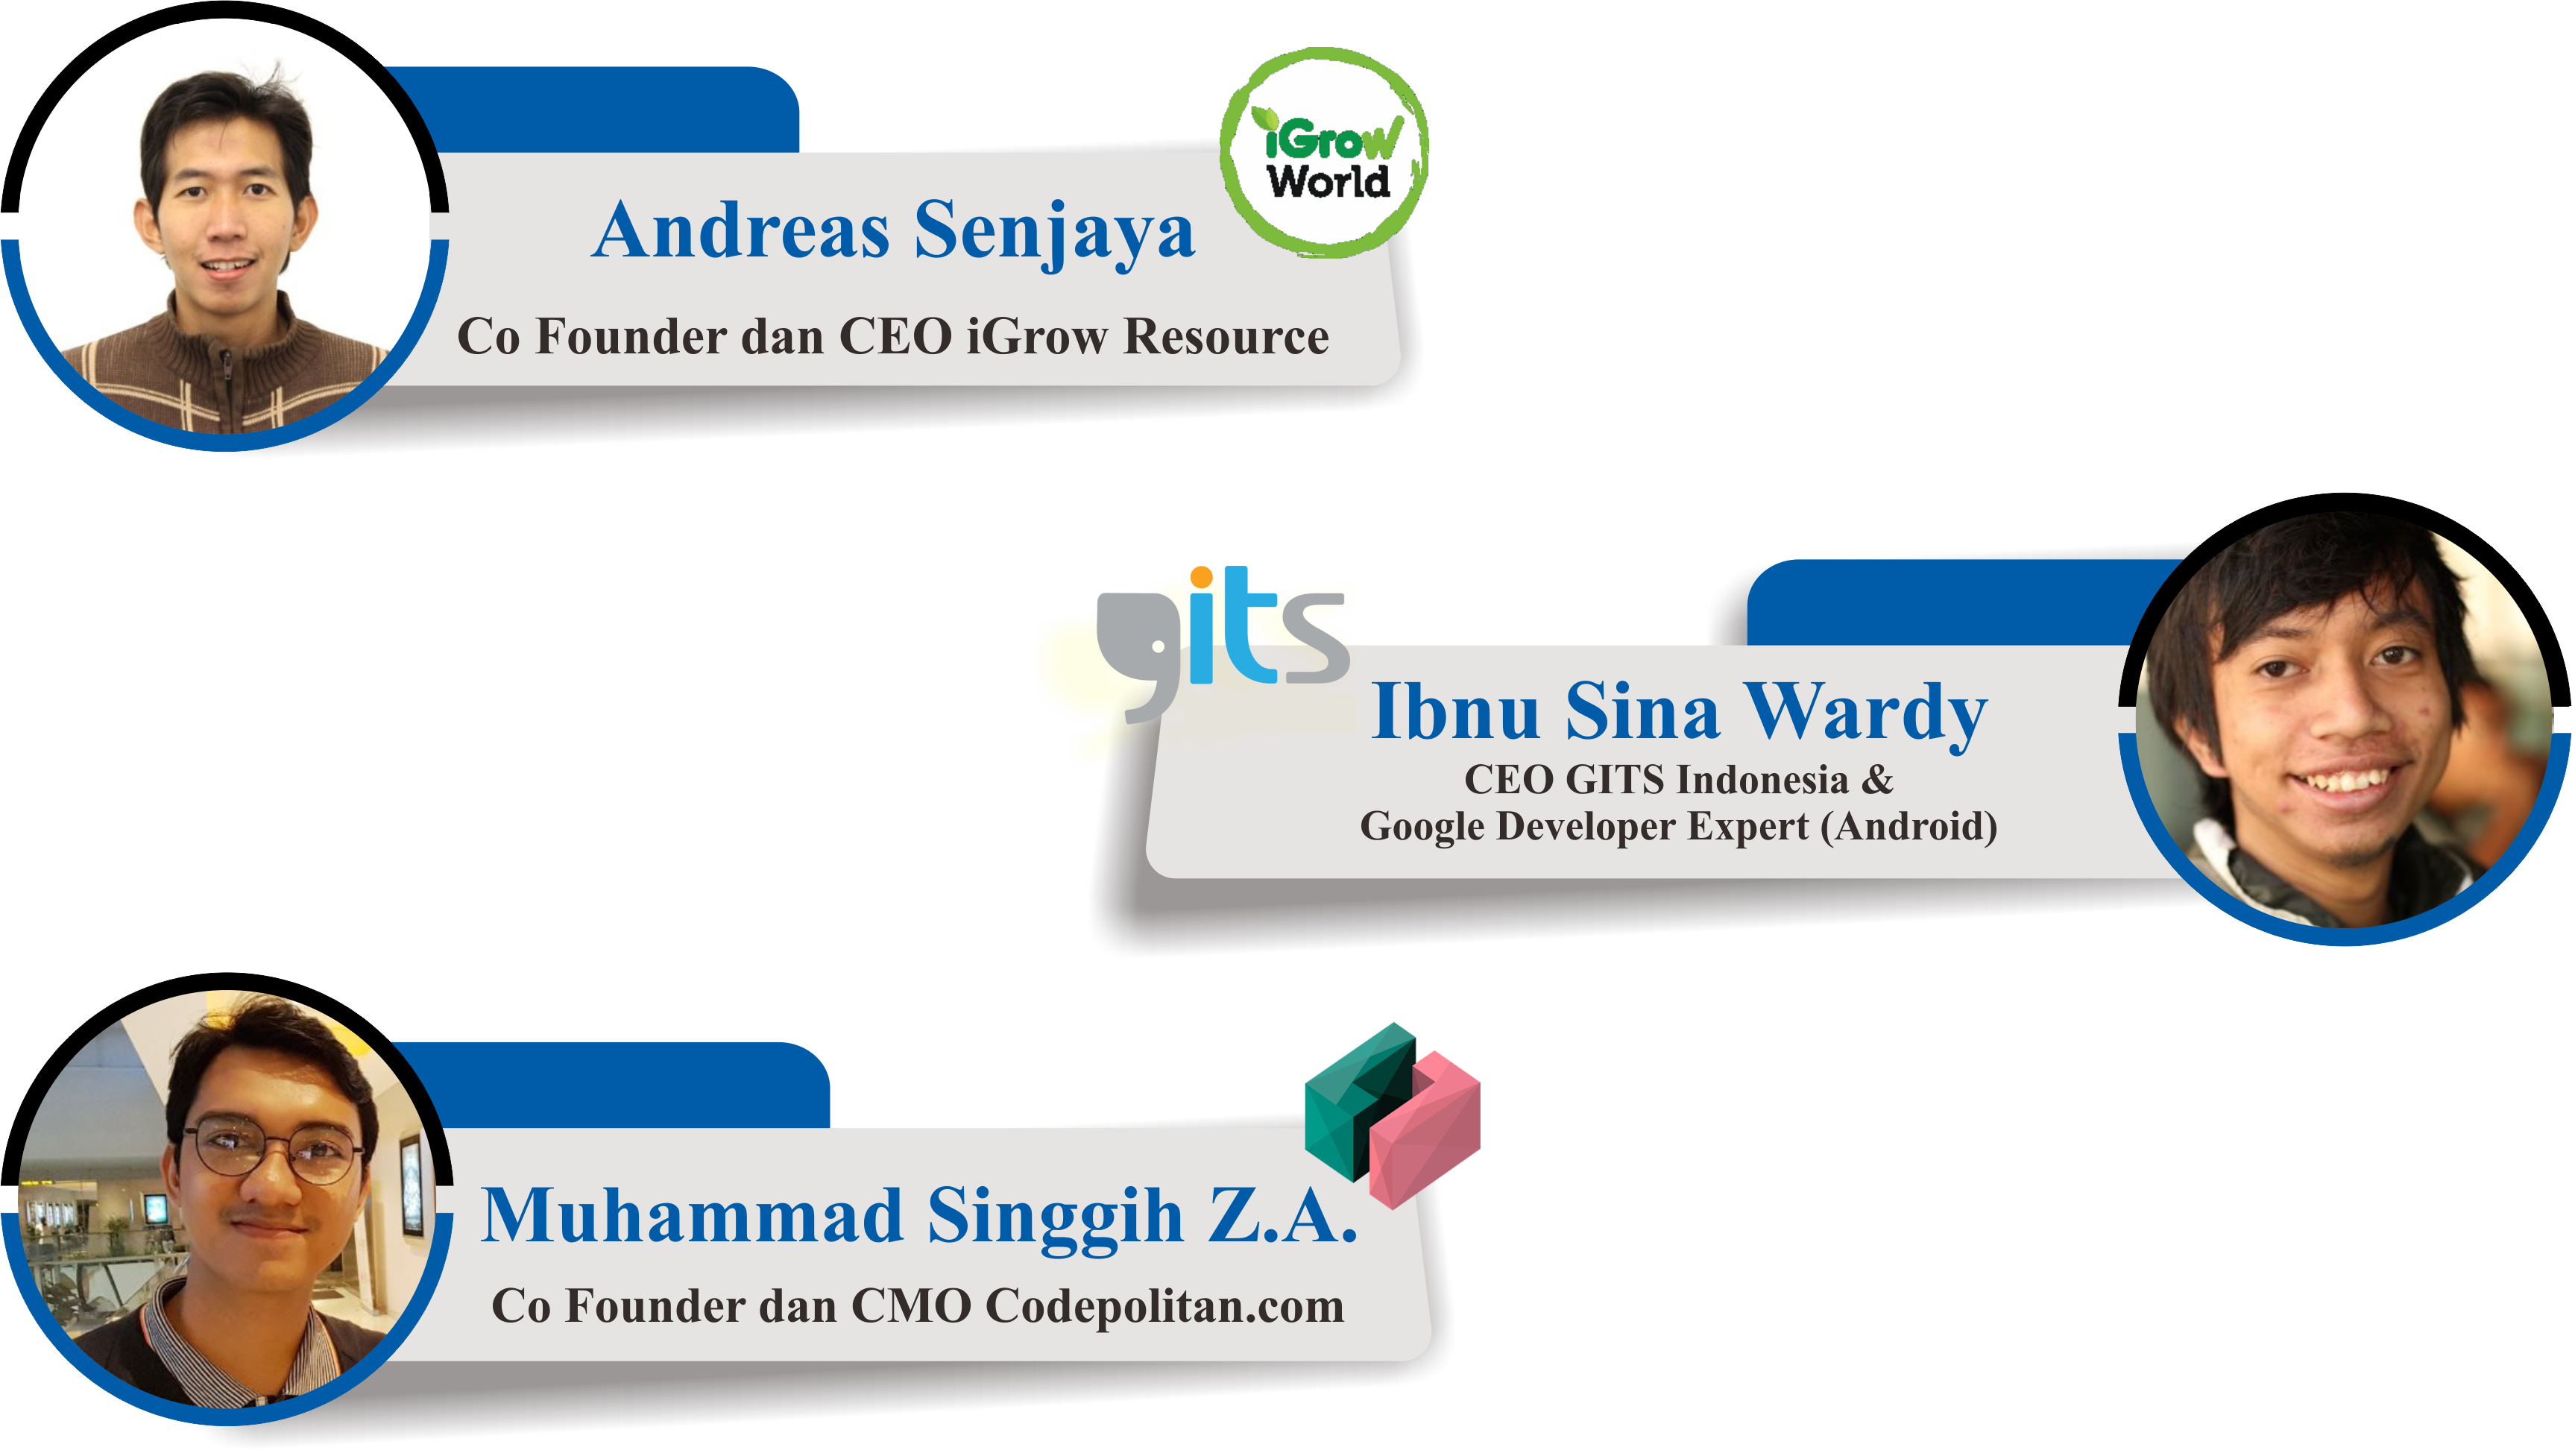 iGrow
World
Andreas Senjaya
Co Founder dan CEO iGrow Resource
gits
Ibnu Sina Wardy
CEO GITS Indonesia &
Google Developer Expert (Android)
Muhammad Singgih Z.A.
Co Founder dan CMO Codepolitan.com